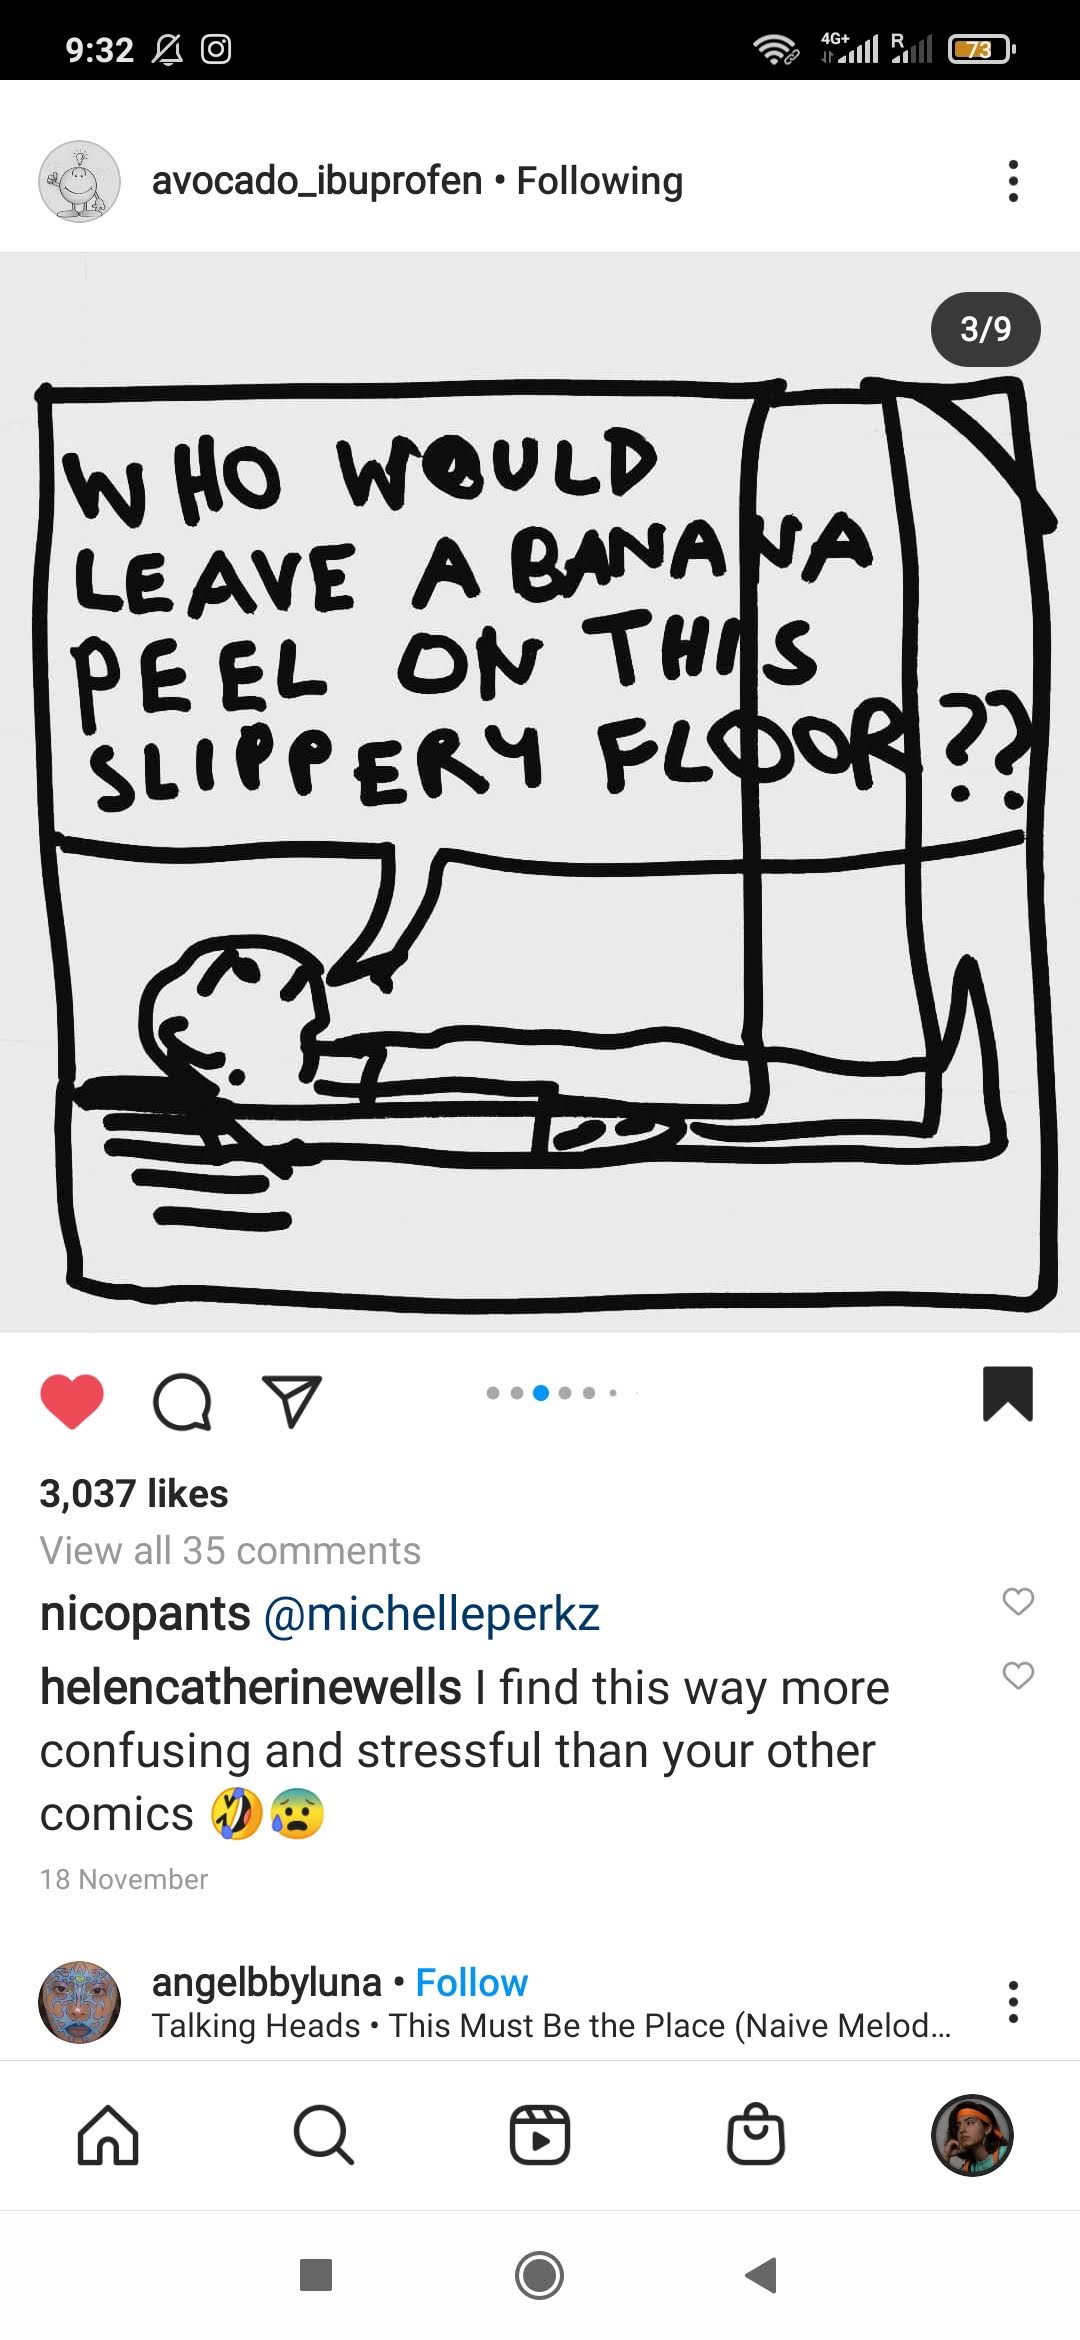 9:32
4G+
R
73
avocado_ibuprofen • Following
3/9
WHO WOULD
LEAVE A BANANA
PEEL ON THIS
SLIPPERY FLOOR??
3,037 likes
View all 35 comments
nicopants @michelleperkz
helencatherinewells I find this way more
confusing and stressful than your other
comics 🤣😰
18 November
angelbbyluna • Follow
Talking Heads • This Must Be the Place (Naive Melod...